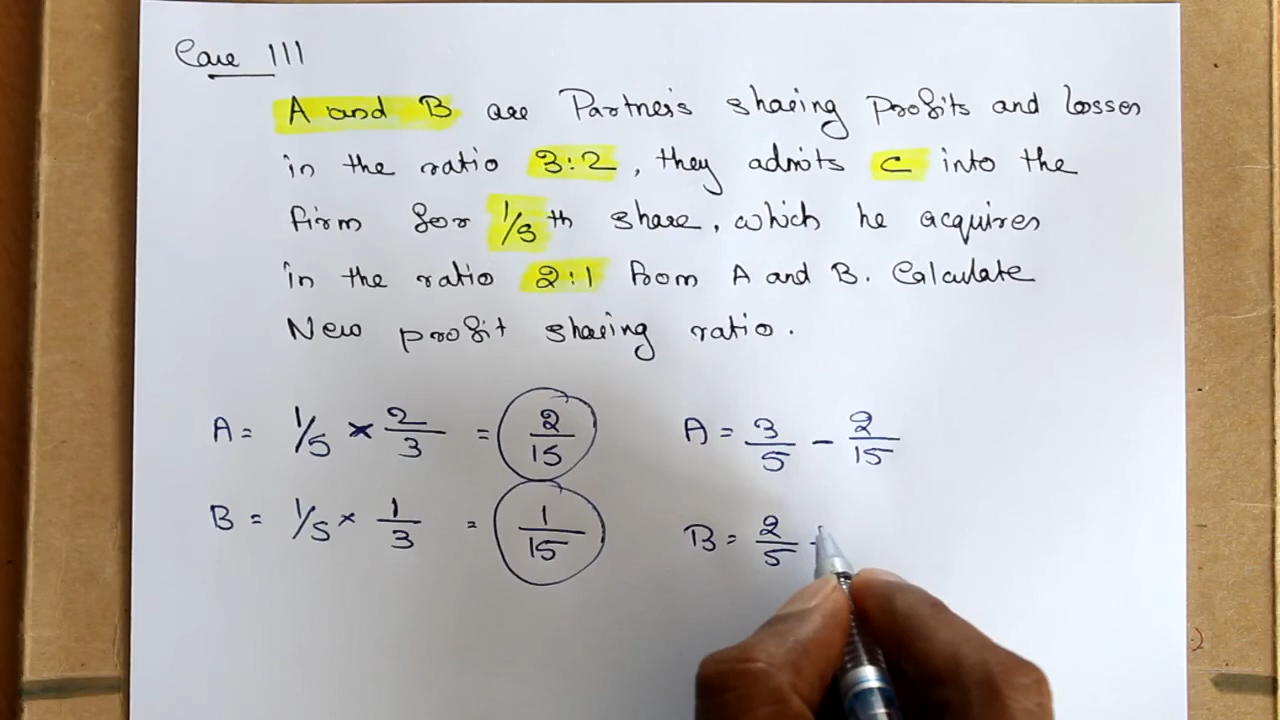 Case III
A and B are Partners sharing Profits and losses
in the ratio 3:2, they admits C into the
firm for 1/5th share, which he acquires
in the ratio 2:1 from A and B. Calculate
New profit sharing ratio.
A = 1/5 × 2/3 = 2/15 A = 3/5 - 2/15
B = 1/5 × 1/3 = 1/15 B = 2/5 -